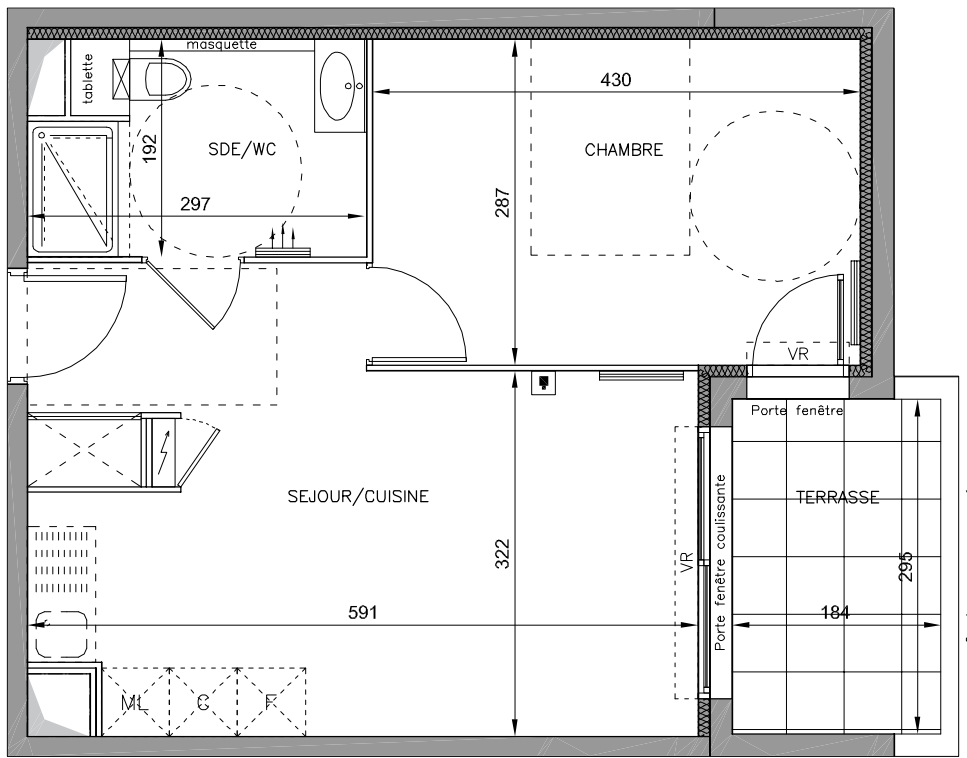 masquette
tablette
430
192
SDE/WC
CHAMBRE
297
287
VR
Porte fenêtre
SEJOUR/CUISINE
TERRASSE
Porte fenêtre coulissante
VR
322
295
591
184
ML
C
F